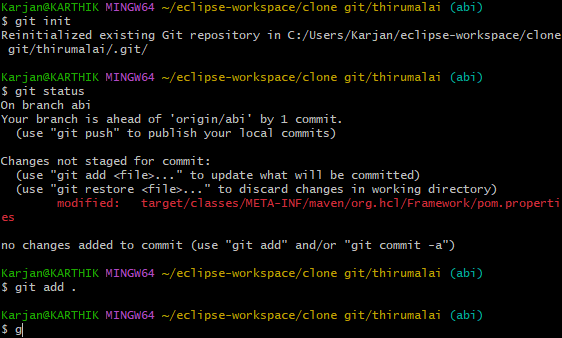 Karjan@KARTHIK MINGW64 ~/eclipse-workspace/clone git/thirumalai (abi)
$ git init
Reinitialized existing Git repository in C:/Users/Karjan/eclipse-workspace/clone
 git/thirumalai/.git/

Karjan@KARTHIK MINGW64 ~/eclipse-workspace/clone git/thirumalai (abi)
$ git status
On branch abi
Your branch is ahead of 'origin/abi' by 1 commit.
  (use "git push" to publish your local commits)

Changes not staged for commit:
  (use "git add <file>..." to update what will be committed)
  (use "git restore <file>..." to discard changes in working directory)
        modified:   target/classes/META-INF/maven/org.hcl/Framework/pom.properti
es

no changes added to commit (use "git add" and/or "git commit -a")

Karjan@KARTHIK MINGW64 ~/eclipse-workspace/clone git/thirumalai (abi)
$ git add .

Karjan@KARTHIK MINGW64 ~/eclipse-workspace/clone git/thirumalai (abi)
$ g